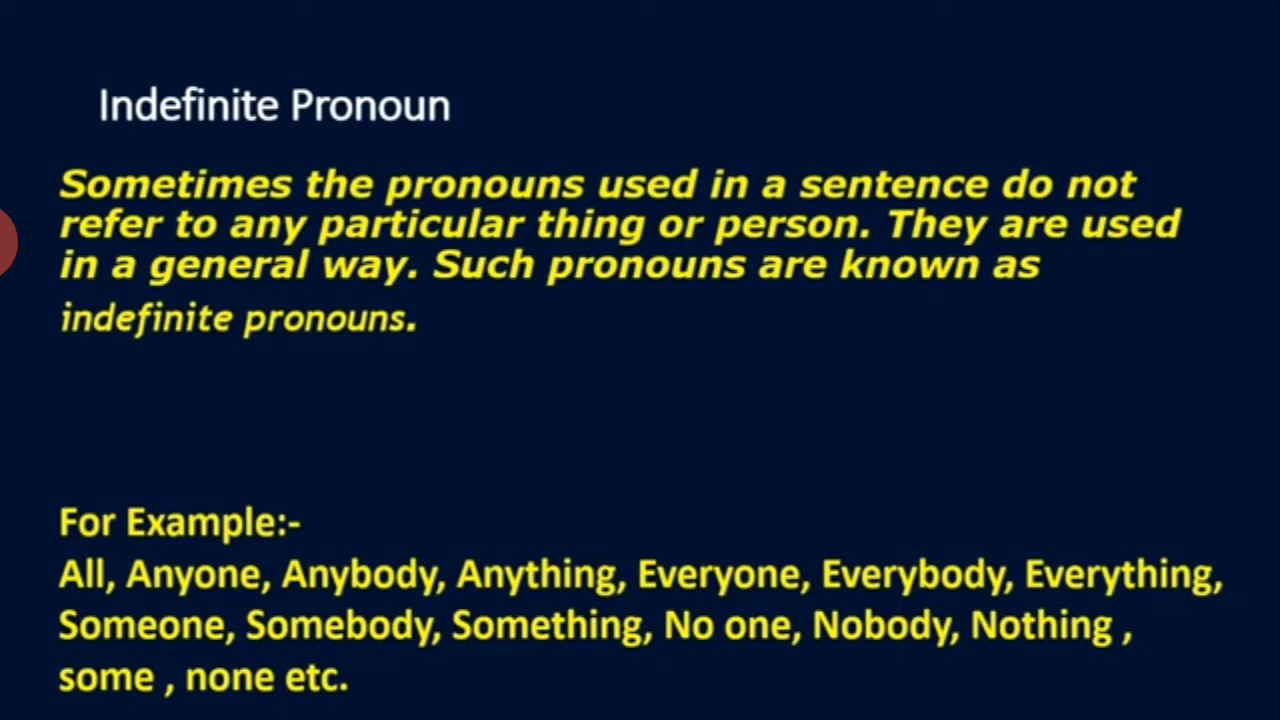 Indefinite Pronoun
Sometimes the pronouns used in a sentence do not
refer to any particular thing or person. They are used
in a general way. Such pronouns are known as
indefinite pronouns.
For Example:-
All, Anyone, Anybody, Anything, Everyone, Everybody, Everything,
Someone, Somebody, Something, No one, Nobody, Nothing ,
some , none etc.